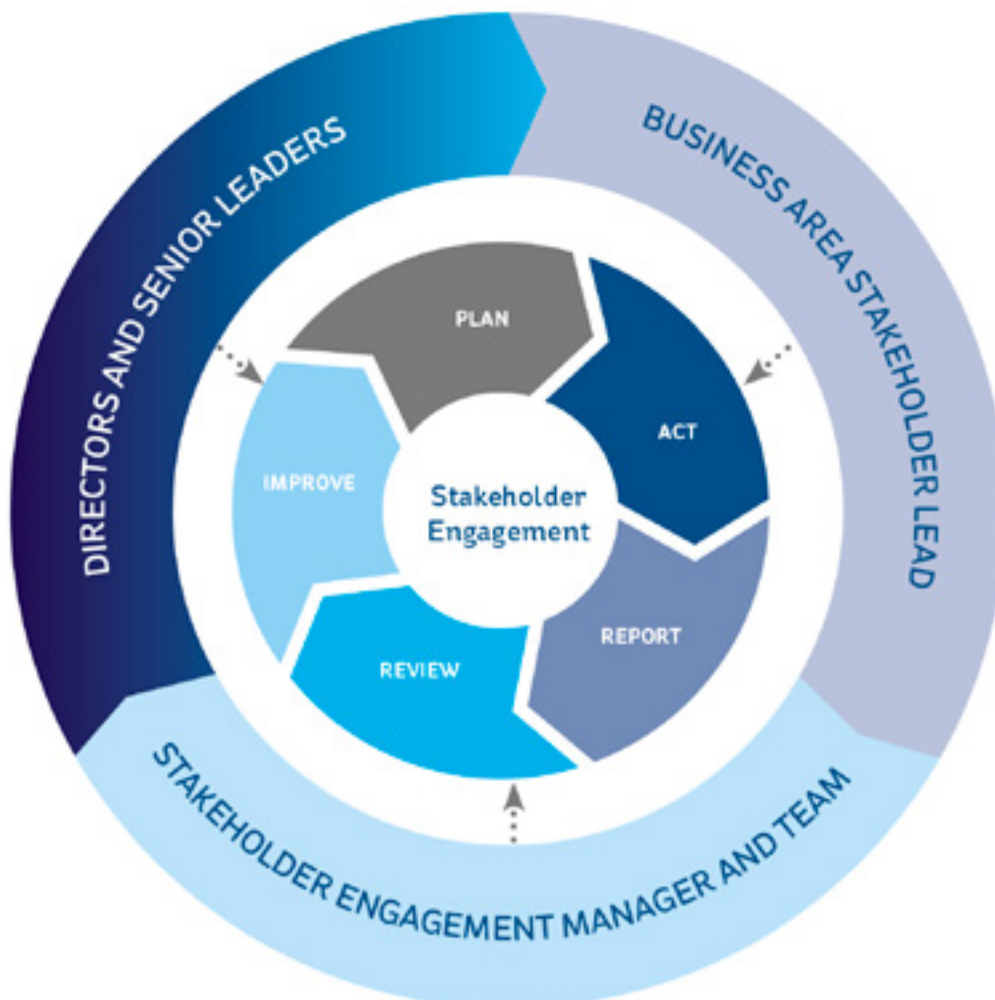 DIRECTORS AND SENIOR LEADERS
BUSINESS AREA STAKEHOLDER LEAD
STAKEHOLDER ENGAGEMENT MANAGER AND TEAM
PLAN
ACT
REPORT
REVIEW
IMPROVE
Stakeholder
Engagement